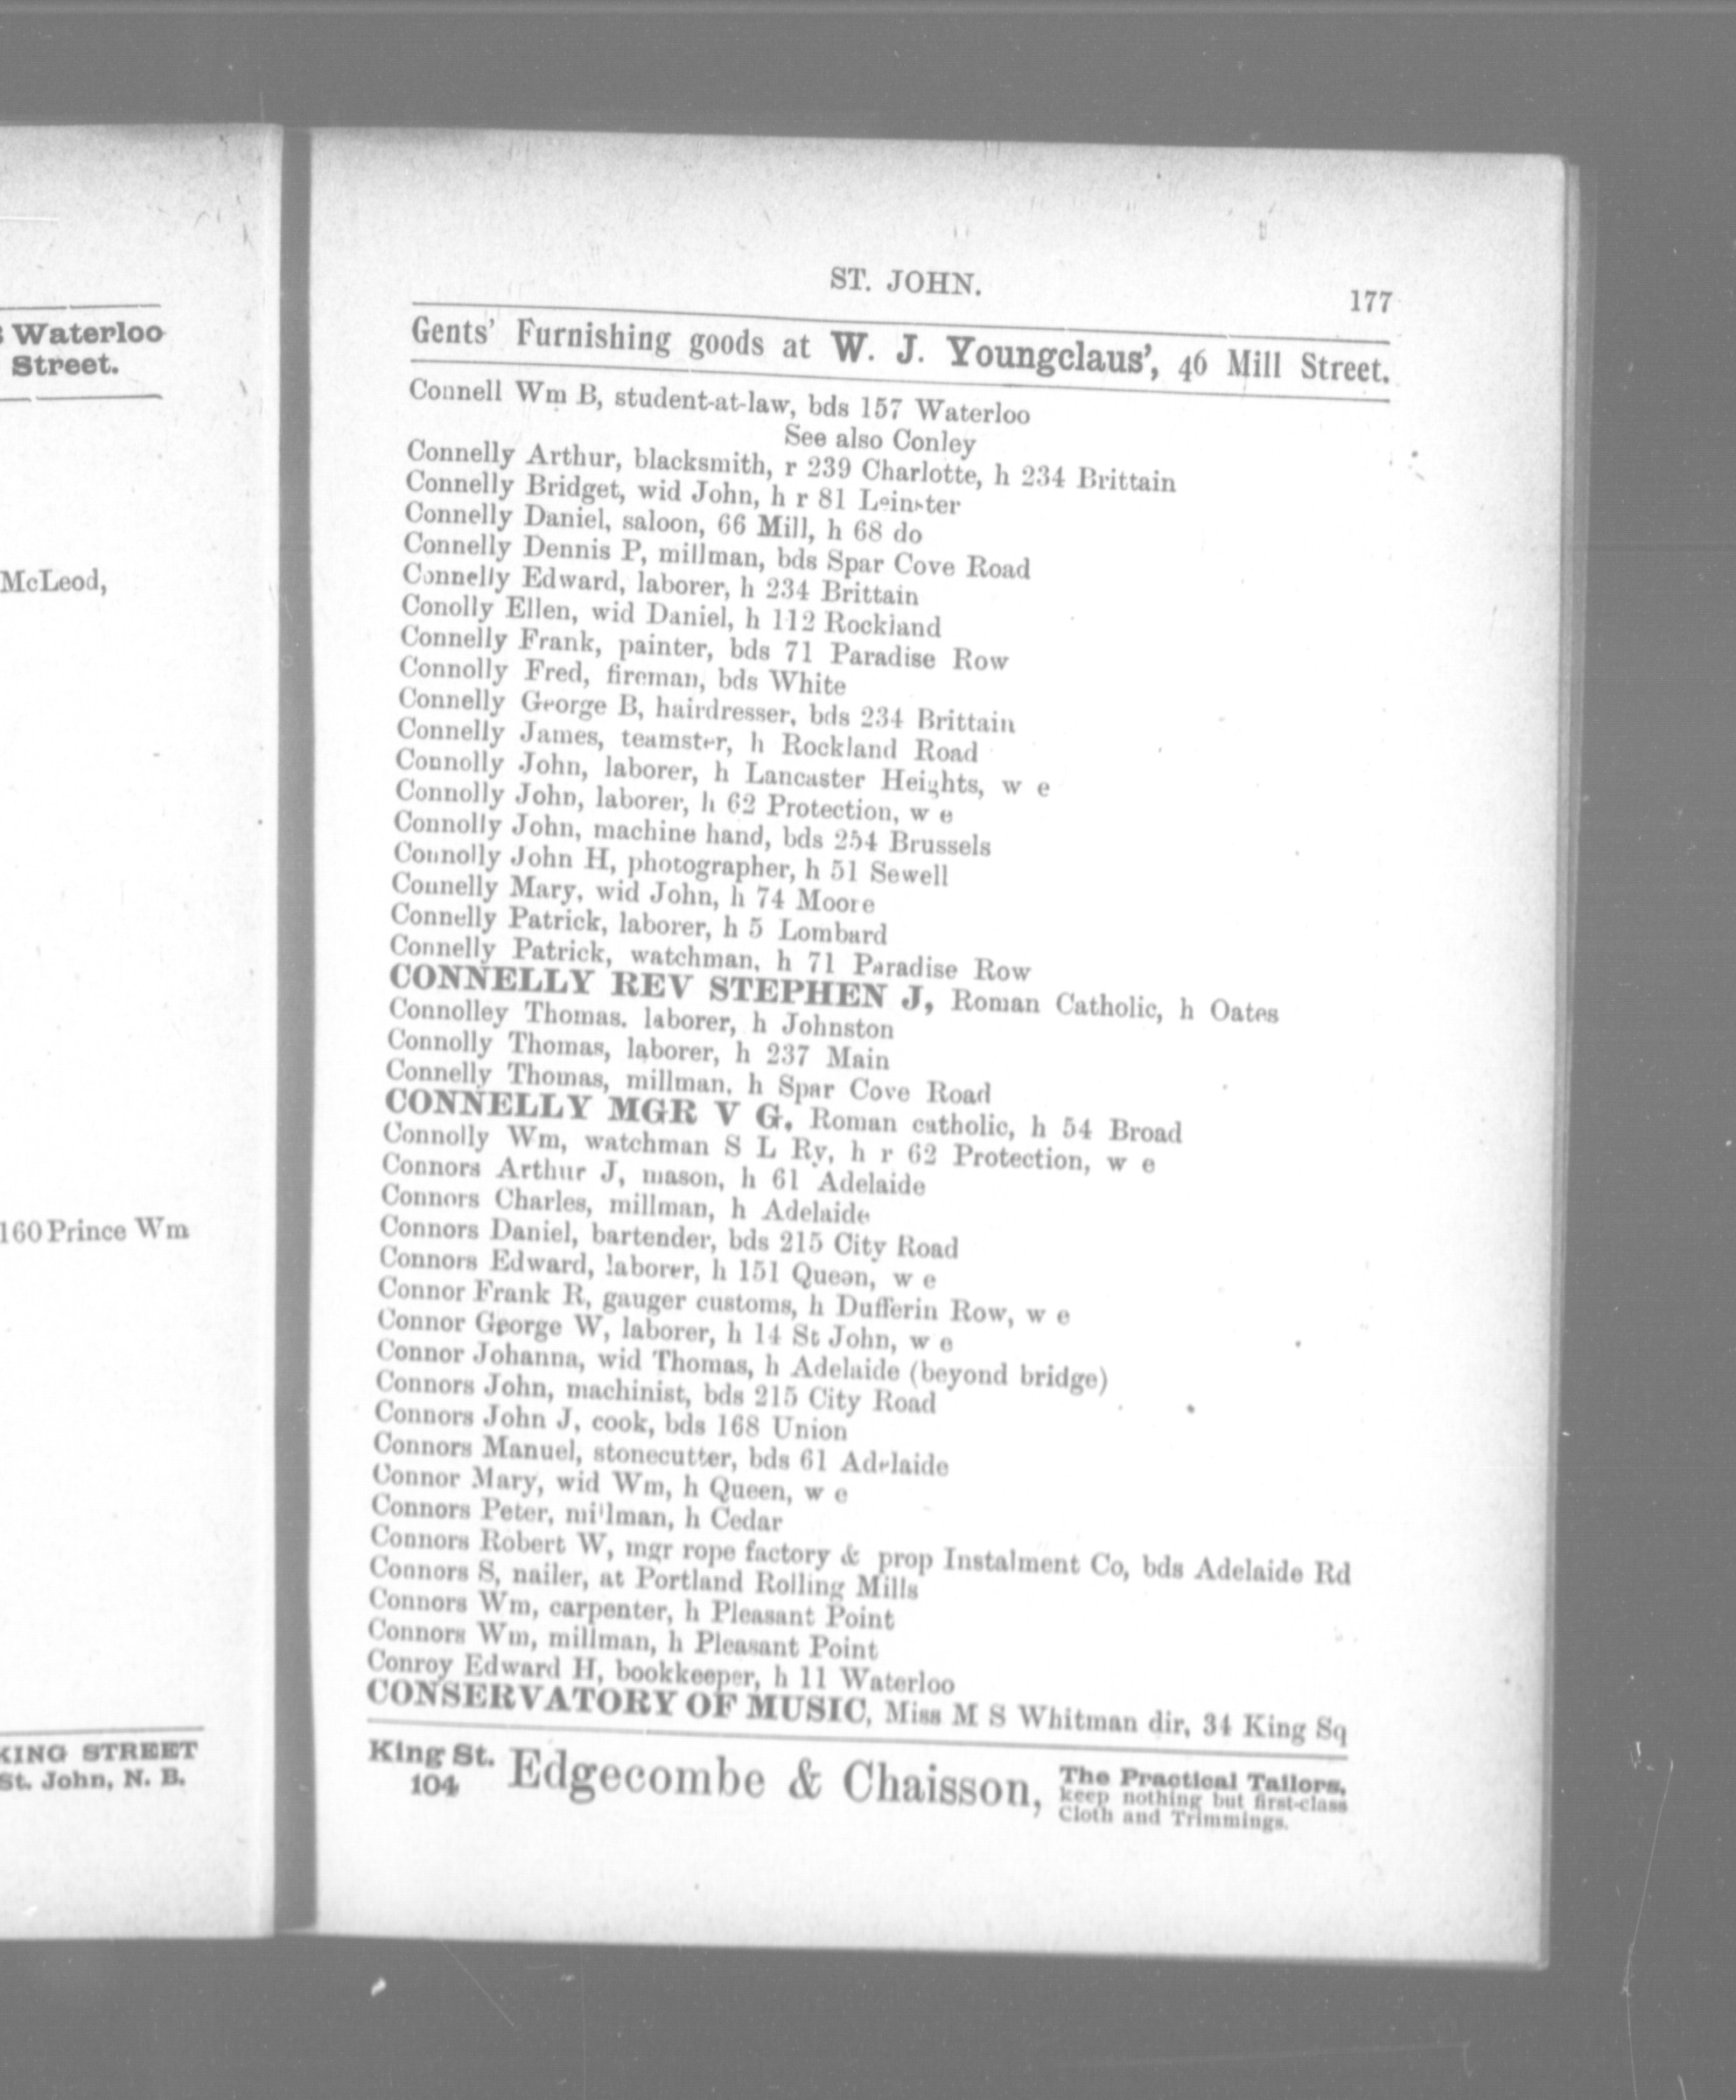 Waterloo
Street.
McLeod,
160 Prince Wm
KING STREET
St. John, N. B.
ST. JOHN.
177
Gents' Furnishing goods at W. J. Youngclaus', 46 Mill Street.
Connell Wm B, student-at-law, bds 157 Waterloo
See also Conley
Connelly Arthur, blacksmith, r 239 Charlotte, h 234 Brittain
Connelly Bridget, wid John, h r 81 Leinster
Connelly Daniel, saloon, 66 Mill, h 68 do
Connelly Dennis P, millman, bds Spar Cove Road
Connelly Edward, laborer, h 234 Brittain
Conolly Ellen, wid Daniel, h 112 Rockland
Connelly Frank, painter, bds 71 Paradise Row
Connolly Fred, fireman, bds White
Connelly George B, hairdresser, bds 234 Brittain
Connelly James, teamster, h Rockland Road
Connolly John, laborer, h Lancaster Heights, w e
Connolly John, laborer, h 62 Protection, w e
Connolly John, machine hand, bds 254 Brussels
Connolly John H, photographer, h 51 Sewell
Connelly Mary, wid John, h 74 Moore
Connelly Patrick, laborer, h 5 Lombard
Connelly Patrick, watchman, h 71 Paradise Row
CONNELLY REV STEPHEN J, Roman Catholic, h Oates
Connolley Thomas. laborer, h Johnston
Connolly Thomas, laborer, h 237 Main
Connelly Thomas, millman, h Spar Cove Road
CONNELLY MGR V G, Roman catholic, h 54 Broad
Connolly Wm, watchman S L Ry, h r 62 Protection, w e
Connors Arthur J, mason, h 61 Adelaide
Connors Charles, millman, h Adelaide
Connors Daniel, bartender, bds 215 City Road
Connors Edward, laborer, h 151 Queen, w e
Connor Frank R, gauger customs, h Dufferin Row, w e
Connor George W, laborer, h 14 St John, w e
Connor Johanna, wid Thomas, h Adelaide (beyond bridge)
Connors John, machinist, bds 215 City Road
Connors John J, cook, bds 168 Union
Connors Manuel, stonecutter, bds 61 Adelaide
Connor Mary, wid Wm, h Queen, w e
Connors Peter, millman, h Cedar
Connors Robert W, mgr rope factory & prop Instalment Co, bds Adelaide Rd
Connors S, nailer, at Portland Rolling Mills
Connors Wm, carpenter, h Pleasant Point
Connors Wm, millman, h Pleasant Point
Conroy Edward H, bookkeeper, h 11 Waterloo
CONSERVATORY OF MUSIC, Miss M S Whitman dir, 34 King Sq
King St.
104
Edgecombe & Chaisson,
The Practical Tailors,
keep nothing but first-class
Cloth and Trimmings.